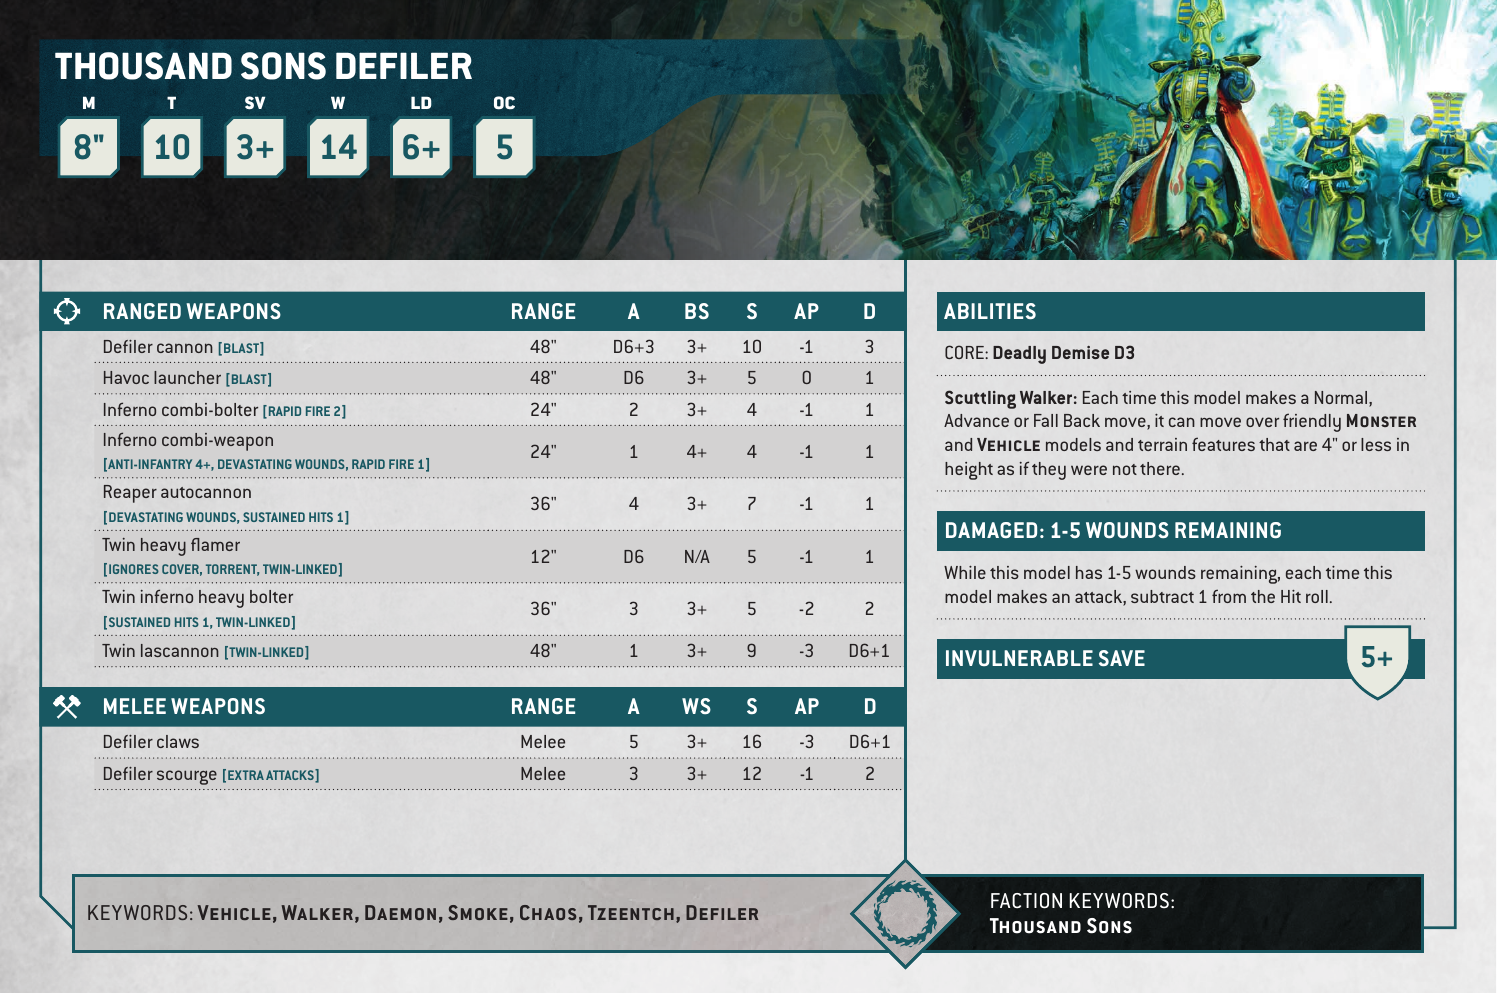 THOUSAND SONS DEFILER
M T SV W LD OC
8" 10 3+ 14 6+ 5
RANGED WEAPONS RANGE A BS S AP D
Defiler cannon [BLAST] 48" D6+3 3+ 10 -1 3
Havoc launcher [BLAST] 48" D6 3+ 5 0 1
Inferno combi-bolter [RAPID FIRE 2] 24" 2 3+ 4 -1 1
Inferno combi-weapon
[ANTI-INFANTRY 4+, DEVASTATING WOUNDS, RAPID FIRE 1] 24" 1 4+ 4 -1 1
Reaper autocannon
[DEVASTATING WOUNDS, SUSTAINED HITS 1] 36" 4 3+ 7 -1 1
Twin heavy flamer
[IGNORES COVER, TORRENT, TWIN-LINKED] 12" D6 N/A 5 -1 1
Twin inferno heavy bolter
[SUSTAINED HITS 1, TWIN-LINKED] 36" 3 3+ 5 -2 2
Twin lascannon [TWIN-LINKED] 48" 1 3+ 9 -3 D6+1
MELEE WEAPONS RANGE A WS S AP D
Defiler claws Melee 5 3+ 16 -3 D6+1
Defiler scourge [EXTRA ATTACKS] Melee 3 3+ 12 -1 2
ABILITIES
CORE: Deadly Demise D3
Scuttling Walker: Each time this model makes a Normal,
Advance or Fall Back move, it can move over friendly MONSTER
and VEHICLE models and terrain features that are 4" or less in
height as if they were not there.
DAMAGED: 1-5 WOUNDS REMAINING
While this model has 1-5 wounds remaining, each time this
model makes an attack, subtract 1 from the Hit roll.
INVULNERABLE SAVE 5+
KEYWORDS: VEHICLE, WALKER, DAEMON, SMOKE, CHAOS, TZEENTCH, DEFILER
FACTION KEYWORDS:
THOUSAND SONS